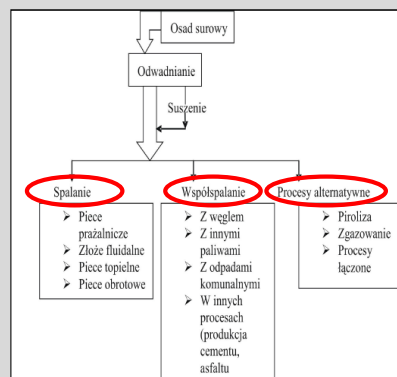 Osad surowy
Odwadnianie
Suszenie
Spalanie
➢ Piece
prażalnicze
➢ Złoże fluidalne
➢ Piece topielne
➢ Piece obrotowe
Współspalanie
➢ Z węglem
➢ Z innymi
paliwami
➢ Z odpadami
komunalnymi
➢ W innych
procesach
(produkcja
cementu,
asfaltu
Procesy alternatywne
➢ Piroliza
➢ Zgazowanie
➢ Procesy
łączone